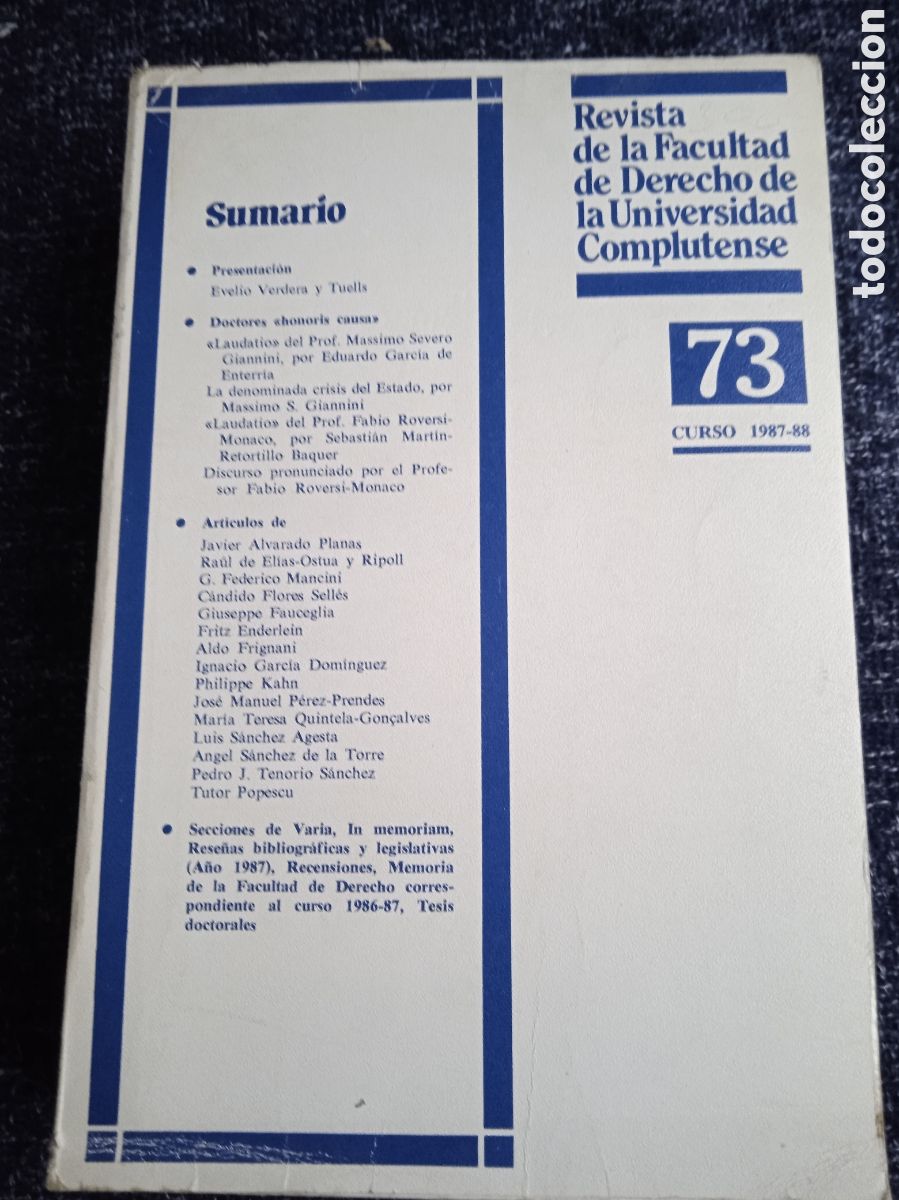 Sumario
• Presentación
Evelio Verdera y Tuells
• Doctores «honoris causa»
«Laudatio» del Prof. Massimo Severo
Giannini, por Eduardo García de
Enterría
La denominada crisis del Estado, por
Massimo S. Giannini
«Laudatio» del Prof. Fabio Roversi-
Monaco, por Sebastián Martín-
Retortillo Baquer
Discurso pronunciado por el Profe-
sor Fabio Roversi-Monaco
• Artículos de
Javier Alvarado Planas
Raúl de Elías-Ostua y Ripoll
G. Federico Mancini
Cándido Flores Sellés
Giuseppe Fauceglia
Fritz Enderlein
Aldo Frignani
Ignacio García Domínguez
Philippe Kahn
José Manuel Pérez-Prendes
María Teresa Quintela-Gonçalves
Luis Sánchez Agesta
Angel Sánchez de la Torre
Pedro J. Tenorio Sánchez
Tutor Popescu
• Secciones de Varia, In memoriam,
Reseñas bibliográficas y legislativas
(Año 1987), Recensiones, Memoria
de la Facultad de Derecho corres-
pondiente al curso 1986-87, Tesis
doctorales
Revista
de la Facultad
de Derecho de
la Universidad
Complutense
73
CURSO 1987-88
todocoleccion